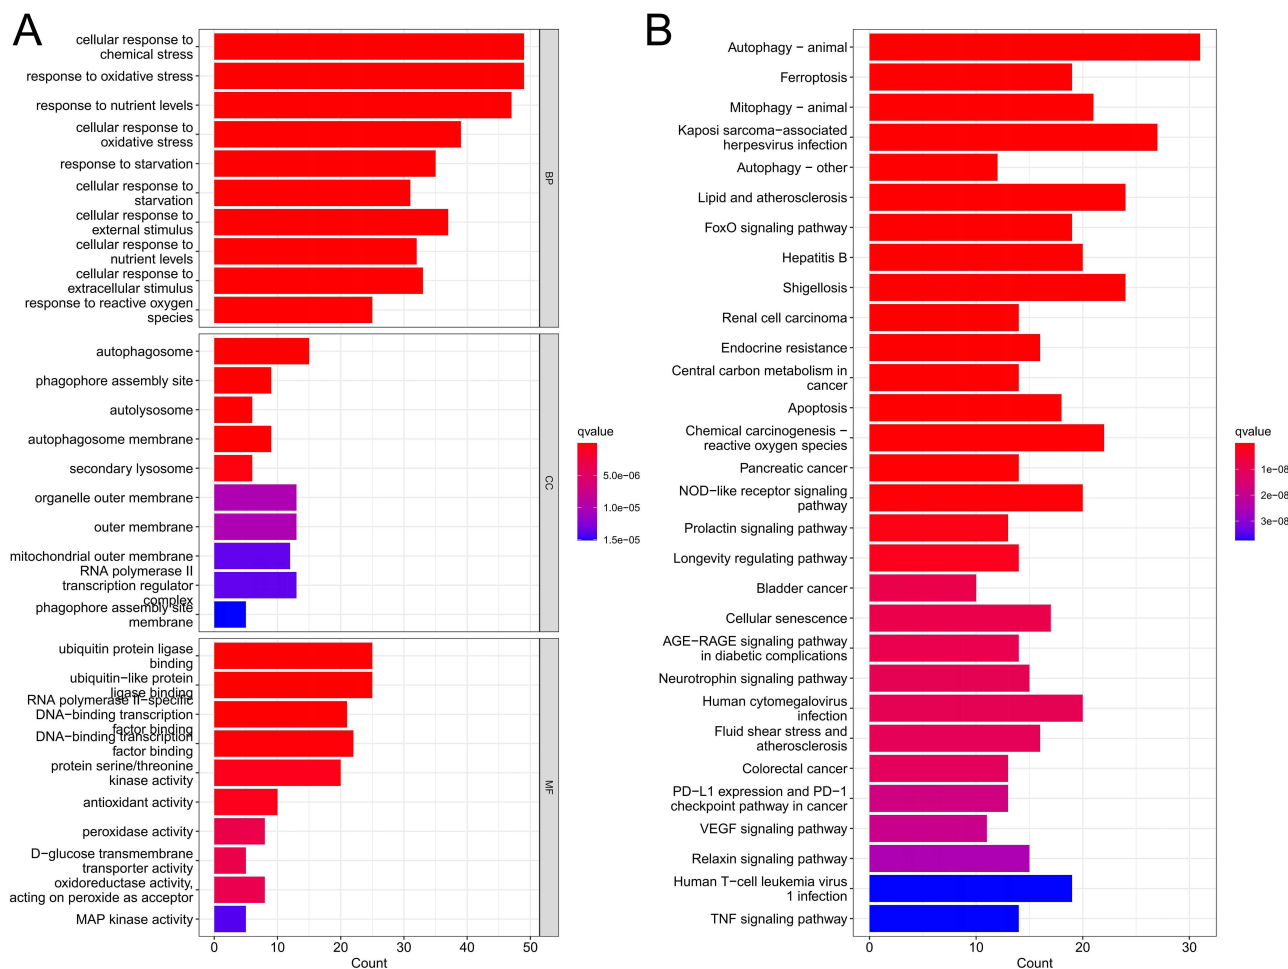 A
cellular response to
chemical stress
response to oxidative stress
response to nutrient levels
cellular response to
oxidative stress
response to starvation
cellular response to
starvation
cellular response to
external stimulus
cellular response to
nutrient levels
cellular response to
extracellular stimulus
response to reactive oxygen
species
BP
autophagosome
phagophore assembly site
autolysosome
autophagosome membrane
secondary lysosome
organelle outer membrane
outer membrane
mitochondrial outer membrane
RNA polymerase II
transcription regulator
complex
phagophore assembly site
membrane
CC
ubiquitin protein ligase
binding
ubiquitin−like protein
ligase binding
RNA polymerase II−specific
DNA−binding transcription
factor binding
DNA−binding transcription
factor binding
protein serine/threonine
kinase activity
antioxidant activity
peroxidase activity
D−glucose transmembrane
transporter activity
oxidoreductase activity,
acting on peroxide as acceptor
MAP kinase activity
MF
0 10 20 30 40 50
Count
qvalue
5.0e−06
1.0e−05
1.5e−05
B
Autophagy − animal
Ferroptosis
Mitophagy − animal
Kaposi sarcoma−associated
herpesvirus infection
Autophagy − other
Lipid and atherosclerosis
FoxO signaling pathway
Hepatitis B
Shigellosis
Renal cell carcinoma
Endocrine resistance
Central carbon metabolism in
cancer
Apoptosis
Chemical carcinogenesis −
reactive oxygen species
Pancreatic cancer
NOD−like receptor signaling
pathway
Prolactin signaling pathway
Longevity regulating pathway
Bladder cancer
Cellular senescence
AGE−RAGE signaling pathway
in diabetic complications
Neurotrophin signaling pathway
Human cytomegalovirus
infection
Fluid shear stress and
atherosclerosis
Colorectal cancer
PD−L1 expression and PD−1
checkpoint pathway in cancer
VEGF signaling pathway
Relaxin signaling pathway
Human T−cell leukemia virus
1 infection
TNF signaling pathway
0 10 20 30
Count
qvalue
1e−08
2e−08
3e−08